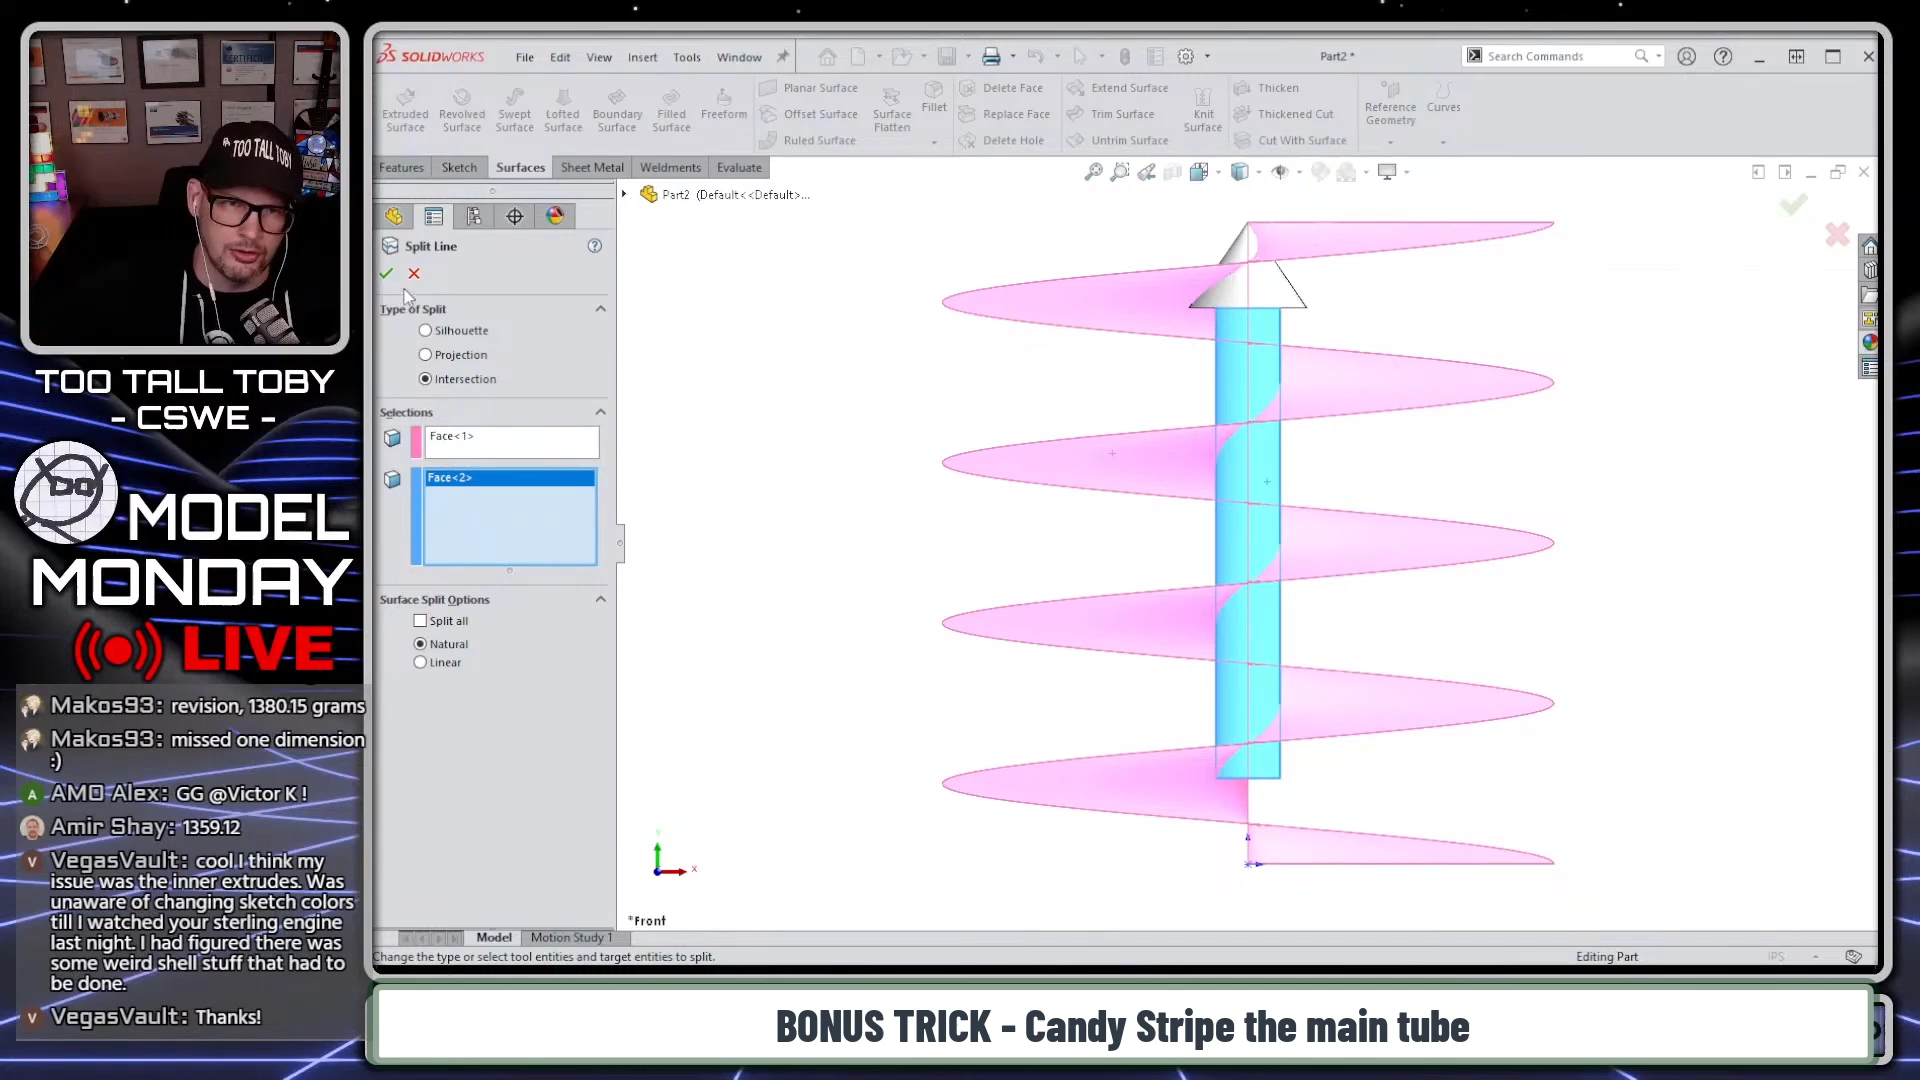 TOO TALL TOBY
TOO TALL TOBY
- CSWE -
MODEL
MONDAY
LIVE
Makos93: revision, 1380.15 grams
Makos93: missed one dimension
:)
A AMO Alex: GG @Victor K !
Amir Shay: 1359.12
V VegasVault: cool I think my
issue was the inner extrudes. Was
unaware of changing sketch colors
till I watched your sterling engine
last night. I had figured there was
some weird shell stuff that had to
be done.
V VegasVault: Thanks!
SOLIDWORKS File Edit View Insert Tools Window Part2 * Search Commands
Extruded Surface
Revolved Surface
Swept Surface
Lofted Surface
Boundary Surface
Filled Surface
Freeform
Planar Surface
Offset Surface
Ruled Surface
Surface Flatten
Fillet
Delete Face
Replace Face
Delete Hole
Extend Surface
Trim Surface
Untrim Surface
Knit Surface
Thicken
Thickened Cut
Cut With Surface
Reference Geometry
Curves
Features Sketch Surfaces Sheet Metal Weldments Evaluate
Part2 (Default<<Default>...
Split Line
Type of Split
Silhouette
Projection
Intersection
Selections
Face<1>
Face<2>
Surface Split Options
Split all
Natural
Linear
Y
X
*Front
Model Motion Study 1
Change the type or select tool entities and target entities to split.
Editing Part
IPS
BONUS TRICK - Candy Stripe the main tube